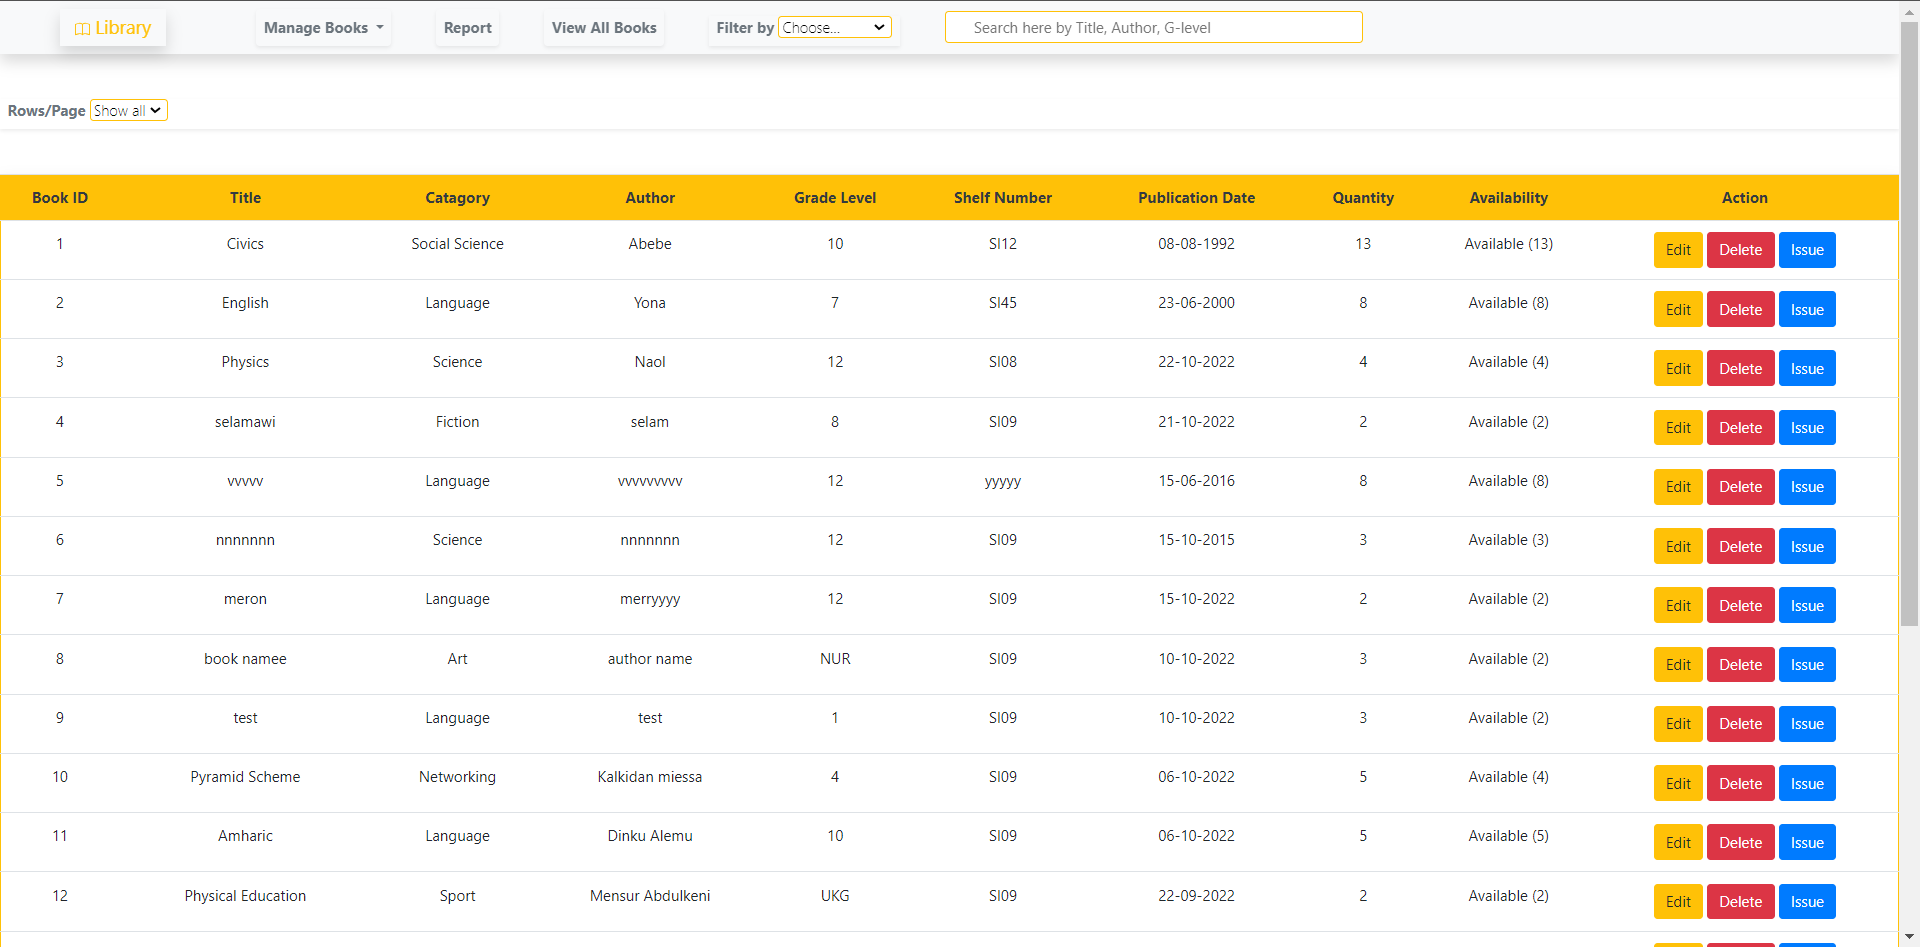 Library Manage Books Report View All Books Filter by Choose... Search here by Title, Author, G-level
Rows/Page Show all
Book ID Title Catagory Author Grade Level Shelf Number Publication Date Quantity Availability Action
1 Civics Social Science Abebe 10 SI12 08-08-1992 13 Available (13) Edit Delete Issue
2 English Language Yona 7 SI45 23-06-2000 8 Available (8) Edit Delete Issue
3 Physics Science Naol 12 SI08 22-10-2022 4 Available (4) Edit Delete Issue
4 selamawi Fiction selam 8 SI09 21-10-2022 2 Available (2) Edit Delete Issue
5 vvvvv Language vvvvvvvvv 12 yyyyy 15-06-2016 8 Available (8) Edit Delete Issue
6 nnnnnnn Science nnnnnnn 12 SI09 15-10-2015 3 Available (3) Edit Delete Issue
7 meron Language merryyyy 12 SI09 15-10-2022 2 Available (2) Edit Delete Issue
8 book namee Art author name NUR SI09 10-10-2022 3 Available (2) Edit Delete Issue
9 test Language test 1 SI09 10-10-2022 3 Available (2) Edit Delete Issue
10 Pyramid Scheme Networking Kalkidan miessa 4 SI09 06-10-2022 5 Available (4) Edit Delete Issue
11 Amharic Language Dinku Alemu 10 SI09 06-10-2022 5 Available (5) Edit Delete Issue
12 Physical Education Sport Mensur Abdulkeni UKG SI09 22-09-2022 2 Available (2) Edit Delete Issue